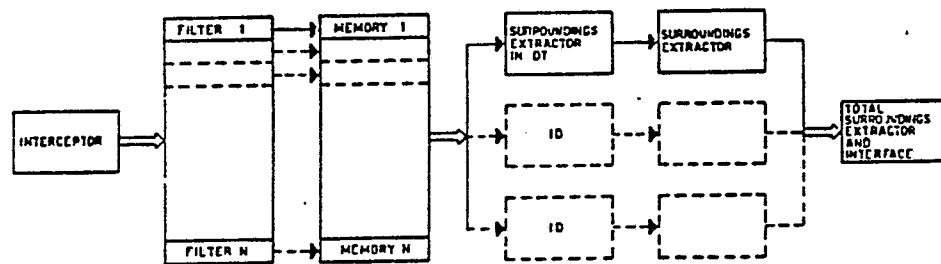 FILTER 1
MEMORY 1
SURROUNDINGS
EXTRACTOR
IN DT
SURROUNDINGS
EXTRACTOR
INTERCEPTOR
ID
TOTAL
SURROUNDINGS
EXTRACTOR
AND
INTERFACE
ID
FILTER N
MEMORY N